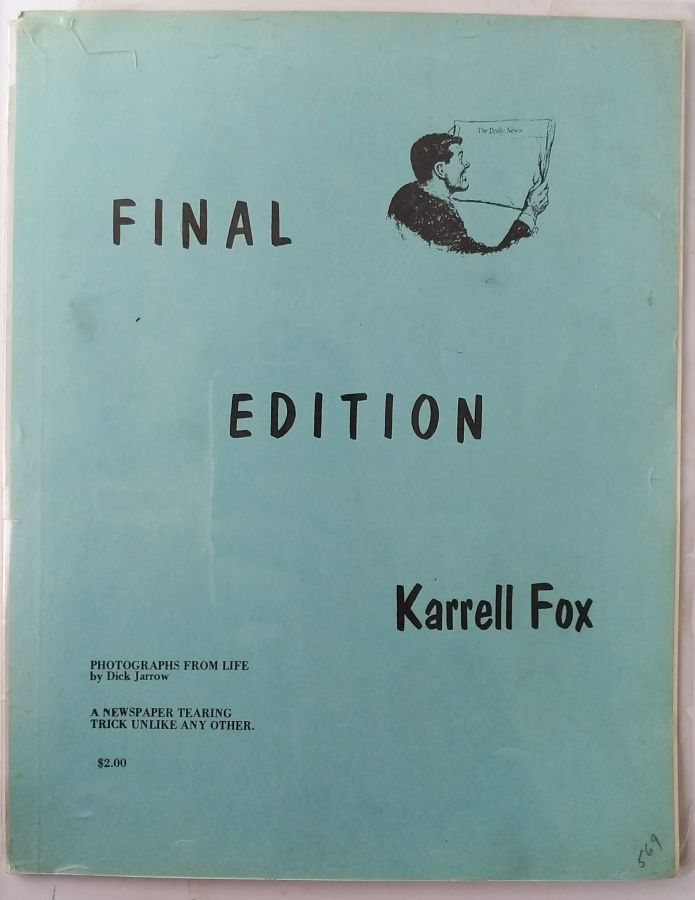 The Daily News
FINAL
EDITION
Karrell Fox
PHOTOGRAPHS FROM LIFE
by Dick Jarrow
A NEWSPAPER TEARING
TRICK UNLIKE ANY OTHER.
$2.00
569